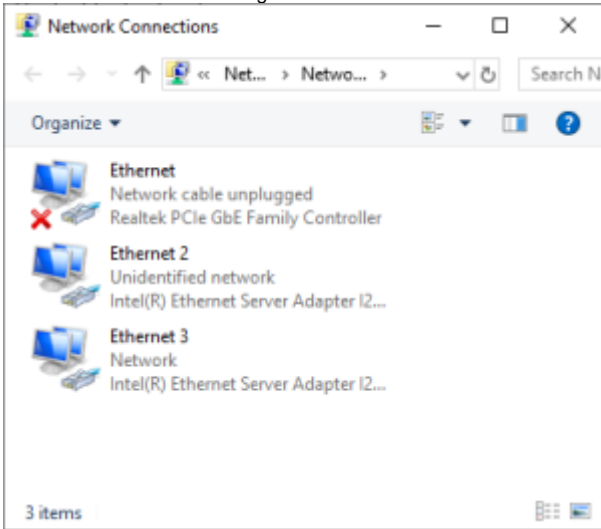 Network Connections
« Net... › Netwo... › Search N
Organize
Ethernet
Network cable unplugged
Realtek PCIe GbE Family Controller
Ethernet 2
Unidentified network
Intel(R) Ethernet Server Adapter I2...
Ethernet 3
Network
Intel(R) Ethernet Server Adapter I2...
3 items